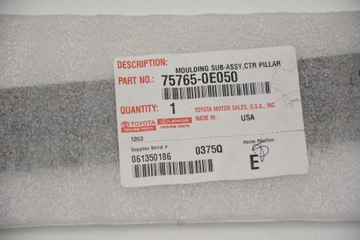 DESCRIPTION: MOULDING SUB-ASSY,CTR PILLAR
PART NO.: 75765-0E050
QUANTITY: 1 TOYOTA MOTOR SALES, U.S.A., INC.
TOYOTA LEXUS MADE IN: USA
GENUINE PARTS GENUINE PARTS
12G3
Supplier Serial # 0375Q Home Position
061350186 E